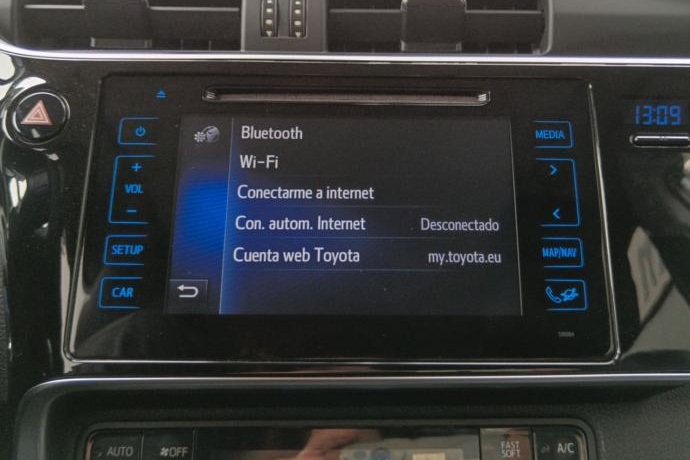 13:09
MEDIA
VOL
SETUP
MAP/NAV
CAR
Bluetooth
Wi-Fi
Conectarme a internet
Con. autom. Internet Desconectado
Cuenta web Toyota my.toyota.eu
AUTO
OFF
FAST
SOFT
A/C